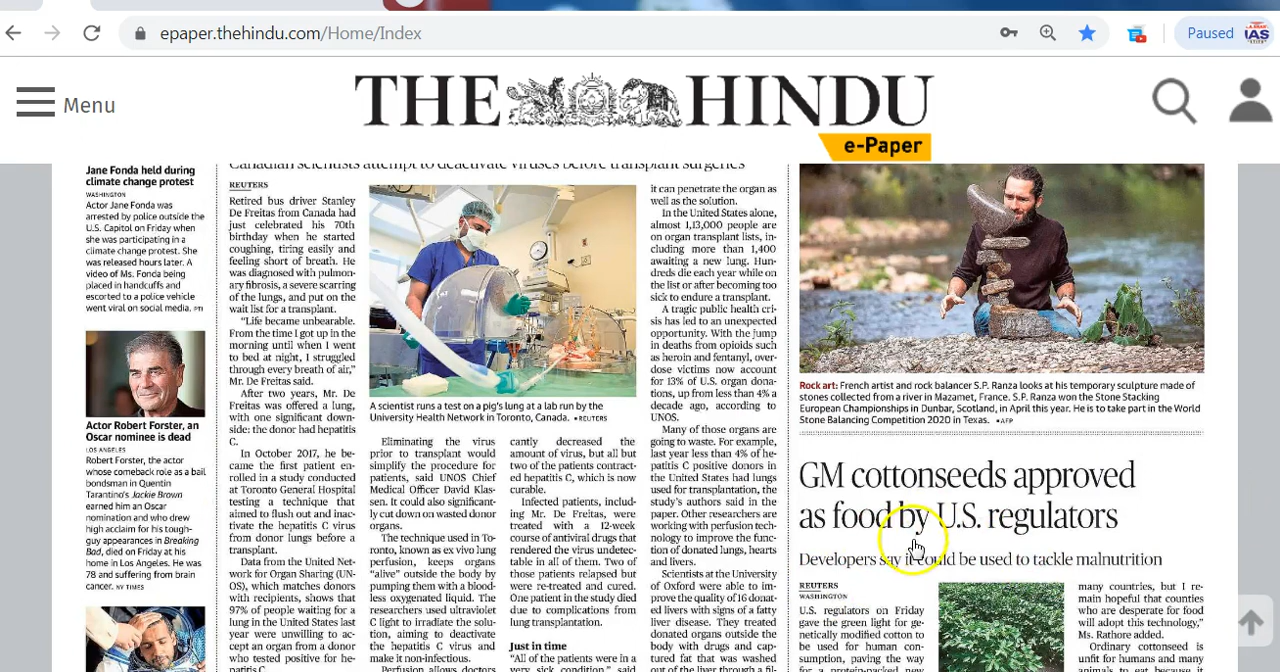 epaper.thehindu.com/Home/Index
Paused
IAS
Menu
THE HINDU
e-Paper
Canadian scientists attempt to deactivate viruses before transplant surgeries
Jane Fonda held during
climate change protest
WASHINGTON
Actor Jane Fonda was
arrested by police outside the
U.S. Capitol on Friday when
she was participating in a
climate change protest. She
was released hours later. A
video of Ms. Fonda being
placed in handcuffs and
escorted to a police vehicle
went viral on social media. PTI
Actor Robert Forster, an
Oscar nominee is dead
LOS ANGELES
Robert Forster, the actor
whose comeback role as a bail
bondsman in Quentin
Tarantino's Jackie Brown
earned him an Oscar
nomination and who drew
high acclaim for his tough-
guy appearances in Breaking
Bad, died on Friday at his
home in Los Angeles. He was
78 and suffering from brain
cancer. NY TIMES
REUTERS
Retired bus driver Stanley
De Freitas from Canada had
just celebrated his 70th
birthday when he started
coughing, tiring easily and
feeling short of breath. He
was diagnosed with pulmon-
ary fibrosis, a severe scarring
of the lungs, and put on the
wait list for a transplant.
"Life became unbearable.
From the time I got up in the
morning until when I went
to bed at night, I struggled
through every breath of air,"
Mr. De Freitas said.
After two years, Mr. De
Freitas was offered a lung,
with one significant down-
side: the donor had hepatitis
C.
In October 2017, he be-
came the first patient en-
rolled in a study conducted
at Toronto General Hospital
testing a technique that
aimed to flush out and inac-
tivate the hepatitis C virus
from donor lungs before a
transplant.
Data from the United Net-
work for Organ Sharing (UN-
OS), which matches donors
with recipients, shows that
97% of people waiting for a
lung in the United States last
year were willing to ac-
cept an organ from a donor
who tested positive for he-
A scientist runs a test on a pig's lung at a lab run by the
University Health Network in Toronto, Canada. •REUTERS
Eliminating the virus
prior to transplant would
simplify the procedure for
patients, said UNOS Chief
Medical Officer David Klas-
sen. It could also significant-
ly cut down on wasted donor
organs.
The technique used in To-
ronto, known as ex vivo lung
perfusion, keeps organs
"alive" outside the body by
pumping them with a blood-
less oxygenated liquid. The
researchers used ultraviolet
C light to irradiate the solu-
tion, aiming to deactivate
the hepatitis C virus and
make it non-infectious.
Perfusion allows doctors
cantly decreased the
amount of virus, but all but
two of the patients contract-
ed hepatitis C, which is now
curable.
Infected patients, includ-
ing Mr. De Freitas, were
treated with a 12-week
course of antiviral drugs that
rendered the virus undetec-
table in all of them. Two of
those patients relapsed but
were re-treated and cured.
One patient in the study died
due to complications from
lung transplantation.
Just in time
"All of the patients were in a
very sick condition," said
it can penetrate the organ as
well as the solution.
In the United States alone,
almost 1,13,000 people are
on organ transplant lists, in-
cluding more than 1,400
awaiting a new lung. Hun-
dreds die each year while on
the list or after becoming too
sick to endure a transplant.
A tragic public health cri-
sis has led to an unexpected
opportunity. With the jump
in deaths from opioids such
as heroin and fentanyl, over-
dose victims now account
for 13% of U.S. organ dona-
tions, up from less than 4% a
decade ago, according to
UNOS.
Many of those organs are
going to waste. For example,
last year less than 4% of he-
patitis C positive donors in
the United States had lungs
used for transplantation, the
study's authors said in the
paper. Other researchers are
working with perfusion tech-
nology to improve the func-
tion of donated lungs, hearts
and livers.
Scientists at the University
of Oxford were able to im-
prove the quality of 16 donat-
ed livers with signs of a fatty
liver disease. They treated
donated organs outside the
body with drugs and cap-
tured fat that was washed
out of the liver through a fil-
Rock art: French artist and rock balancer S.P. Ranza looks at his temporary sculpture made of
stones collected from a river in Mazamet, France. S.P. Ranza won the Stone Stacking
European Championships in Dunbar, Scotland, in April this year. He is to take part in the World
Stone Balancing Competition 2020 in Texas. •AFP
GM cottonseeds approved
as food by U.S. regulators
Developers say it could be used to tackle malnutrition
REUTERS
WASHINGTON
U.S. regulators on Friday
gave the green light for ge-
netically modified cotton to
be used for human con-
sumption, paving the way
for a protein-packed new
many countries, but I re-
main hopeful that counties
who are desperate for food
will adopt this technology,"
Ms. Rathore added.
Ordinary cottonseed is
unfit for humans and many
animals to eat because it